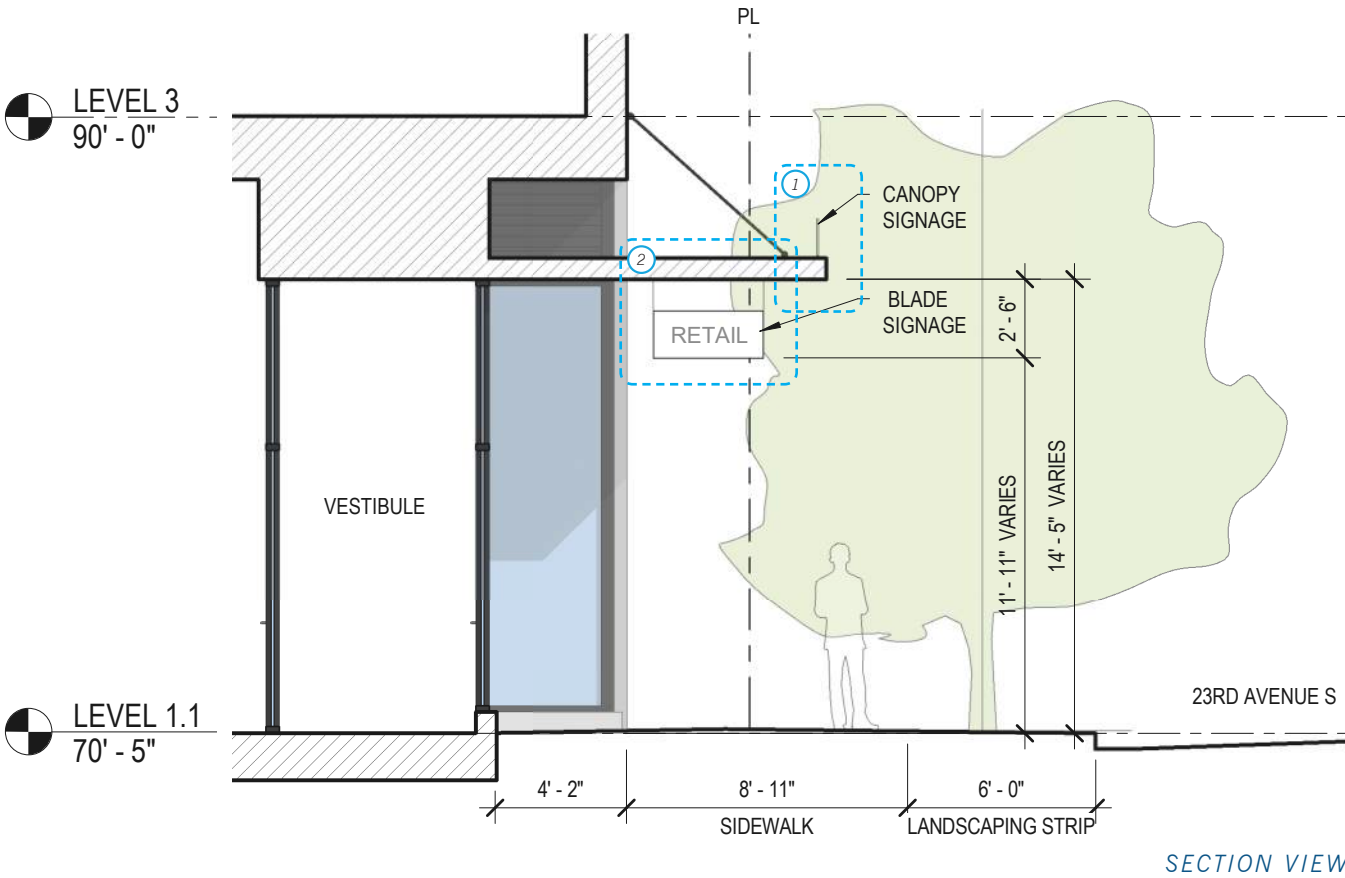 PL
LEVEL 3
90' - 0"
1
CANOPY
SIGNAGE
2
BLADE
SIGNAGE
RETAIL
2' - 6"
VESTIBULE
11' - 11" VARIES
14' - 5" VARIES
23RD AVENUE S
LEVEL 1.1
70' - 5"
4' - 2"
8' - 11"
6' - 0"
SIDEWALK
LANDSCAPING STRIP
SECTION VIEW